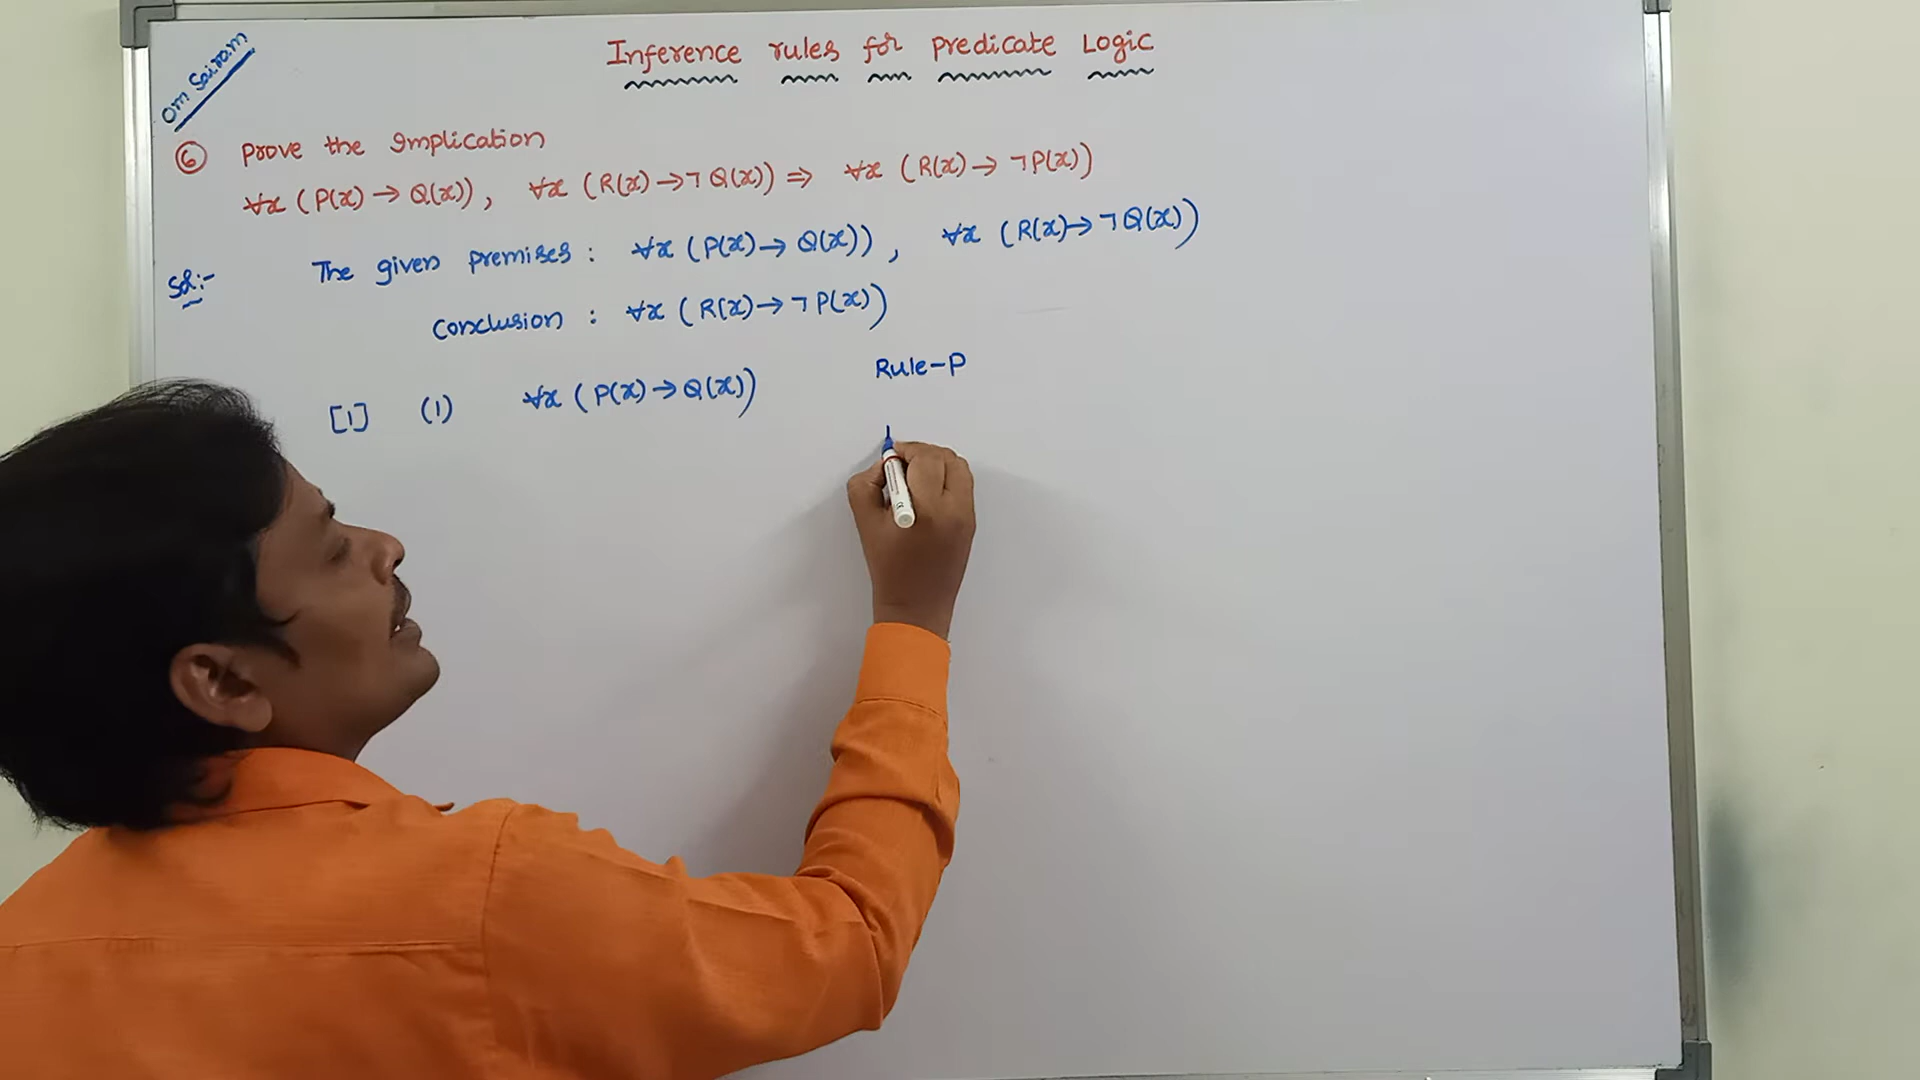 Om Sairam
Inference rules for predicate Logic
⑥ Prove the Implication
∀x (P(x) → Q(x)), ∀x (R(x) → ¬ Q(x)) ⇒ ∀x (R(x) → ¬ P(x))
Sol:- The given premises : ∀x (P(x) → Q(x)), ∀x (R(x) → ¬ Q(x))
Conclusion : ∀x (R(x) → ¬ P(x))
[1] (1) ∀x (P(x) → Q(x)) Rule-P